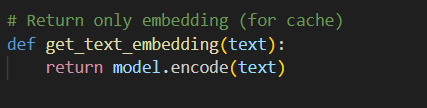 # Return only embedding (for cache)
def get_text_embedding(text):
    return model.encode(text)